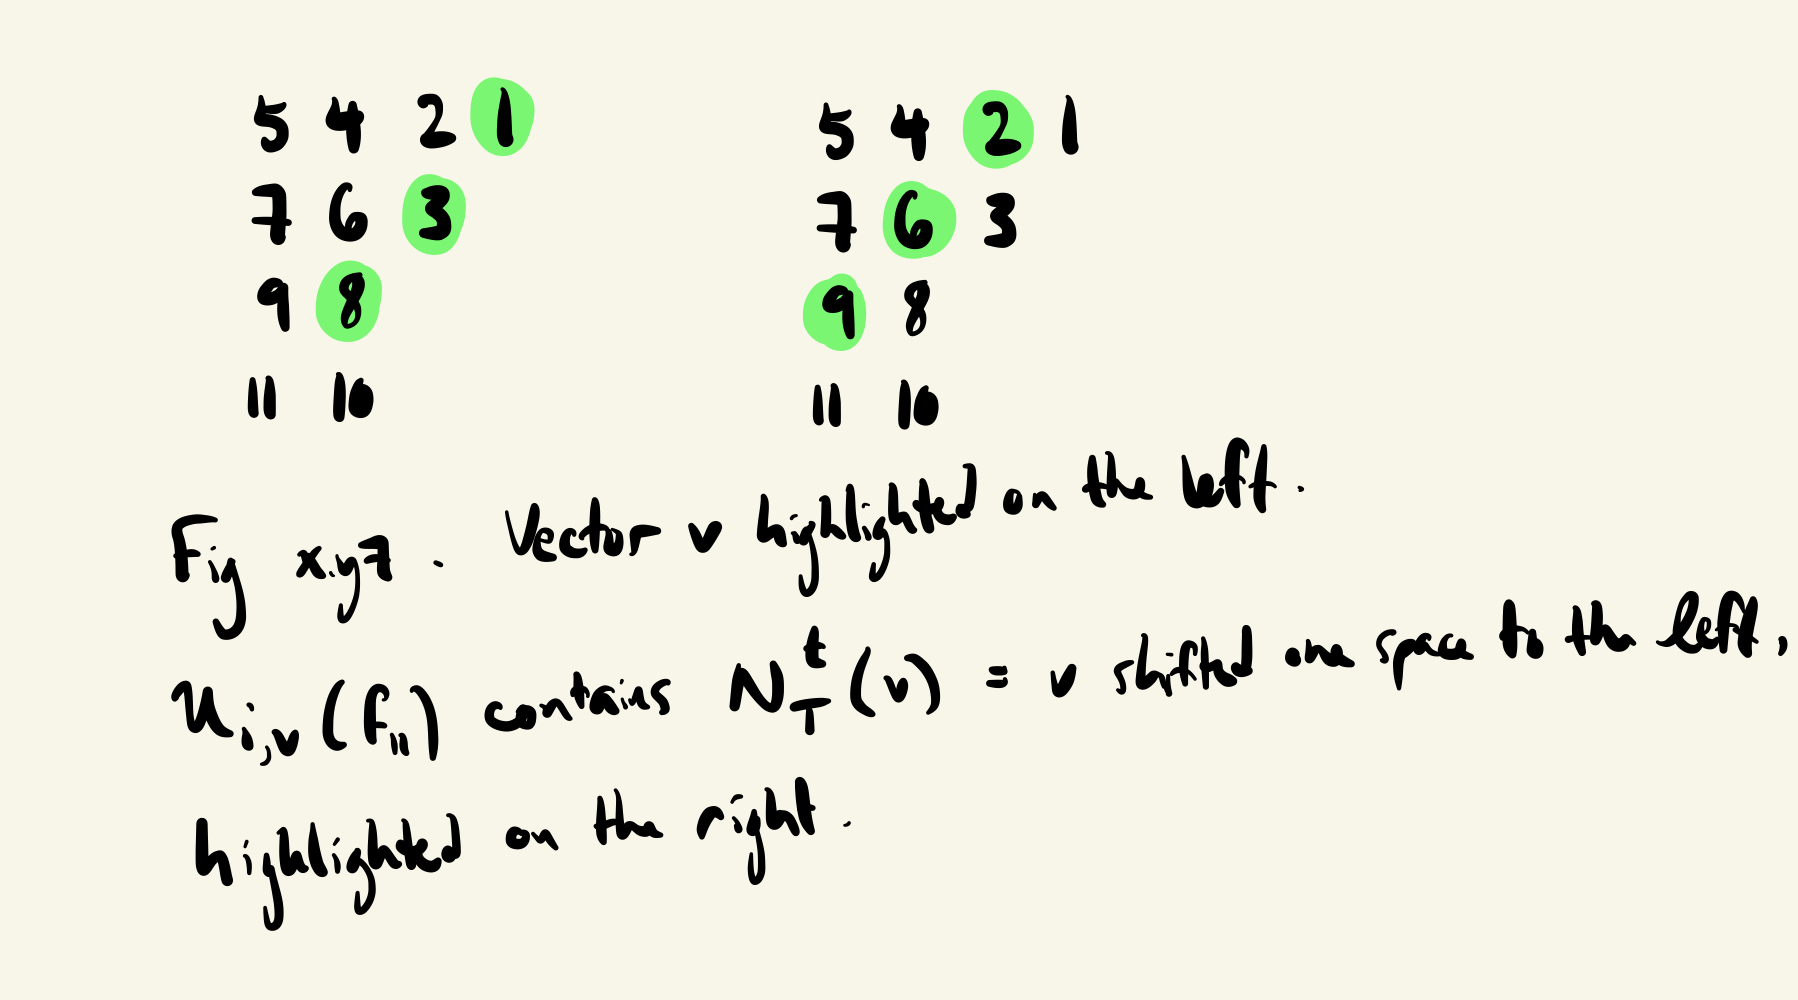 5 4 2 1 5 4 2 1
7 6 3 7 6 3
9 8 9 8
11 10 11 10
Fig x.y7. Vector v highlighted on the left.
U_{i,v}(f_{11}) contains N_T^t(v) = v shifted one space to the left,
highlighted on the right.